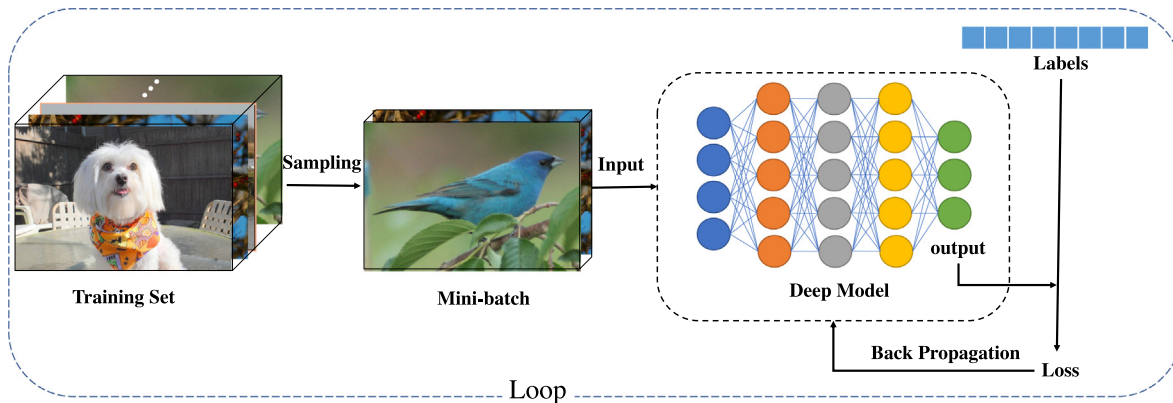 Labels
Sampling
Input
output
Training Set
Mini-batch
Deep Model
Back Propagation
Loss
Loop